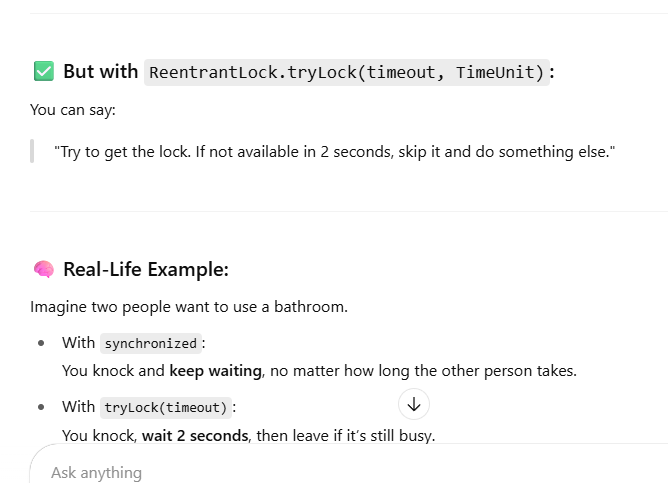 But with ReentrantLock.tryLock(timeout, TimeUnit):
You can say:
"Try to get the lock. If not available in 2 seconds, skip it and do something else."
Real-Life Example:
Imagine two people want to use a bathroom.
With synchronized:
You knock and keep waiting, no matter how long the other person takes.
With tryLock(timeout):
You knock, wait 2 seconds, then leave if it's still busy.
Ask anything